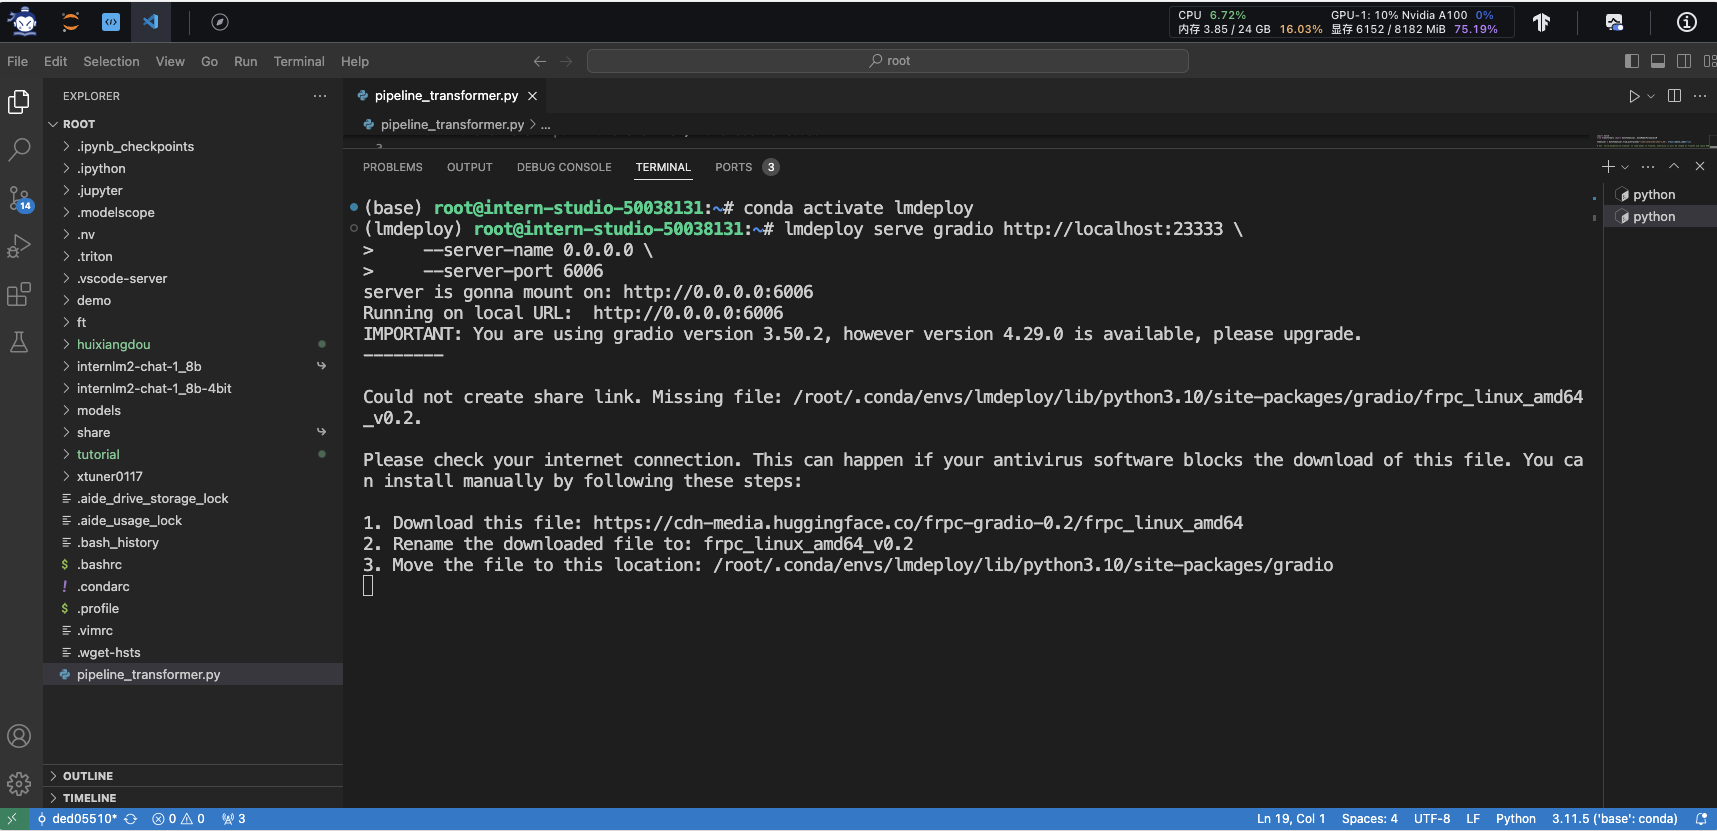 CPU 6.72% GPU-1: 10% Nvidia A100 0%
内存 3.85 / 24 GB 16.03% 显存 6152 / 8182 MiB 75.19%
File Edit Selection View Go Run Terminal Help
root
EXPLORER
pipeline_transformer.py
ROOT
pipeline_transformer.py > ...
.ipynb_checkpoints
.ipython
.jupyter
.modelscope
.nv
.triton
.vscode-server
demo
ft
huixiangdou
internlm2-chat-1_8b
internlm2-chat-1_8b-4bit
models
share
tutorial
xtuner0117
.aide_drive_storage_lock
.aide_usage_lock
.bash_history
$ .bashrc
! .condarc
$ .profile
.vimrc
.wget-hsts
pipeline_transformer.py
OUTLINE
TIMELINE
14
PROBLEMS OUTPUT DEBUG CONSOLE TERMINAL PORTS 3
(base) root@intern-studio-50038131:~# conda activate lmdeploy
(lmdeploy) root@intern-studio-50038131:~# lmdeploy serve gradio http://localhost:23333 \
> --server-name 0.0.0.0 \
> --server-port 6006
server is gonna mount on: http://0.0.0.0:6006
Running on local URL: http://0.0.0.0:6006
IMPORTANT: You are using gradio version 3.50.2, however version 4.29.0 is available, please upgrade.
--------
Could not create share link. Missing file: /root/.conda/envs/lmdeploy/lib/python3.10/site-packages/gradio/frpc_linux_amd64
_v0.2.
Please check your internet connection. This can happen if your antivirus software blocks the download of this file. You ca
n install manually by following these steps:
1. Download this file: https://cdn-media.huggingface.co/frpc-gradio-0.2/frpc_linux_amd64
2. Rename the downloaded file to: frpc_linux_amd64_v0.2
3. Move the file to this location: /root/.conda/envs/lmdeploy/lib/python3.10/site-packages/gradio
python
python
ded05510* 0 0 3
Ln 19, Col 1 Spaces: 4 UTF-8 LF Python 3.11.5 ('base': conda)